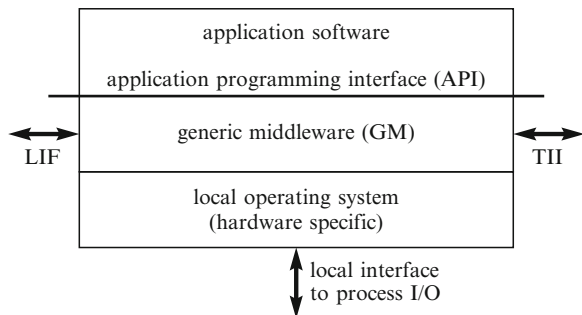 application software
application programming interface (API)
generic middleware (GM)
LIF
TII
local operating system
(hardware specific)
local interface
to process I/O